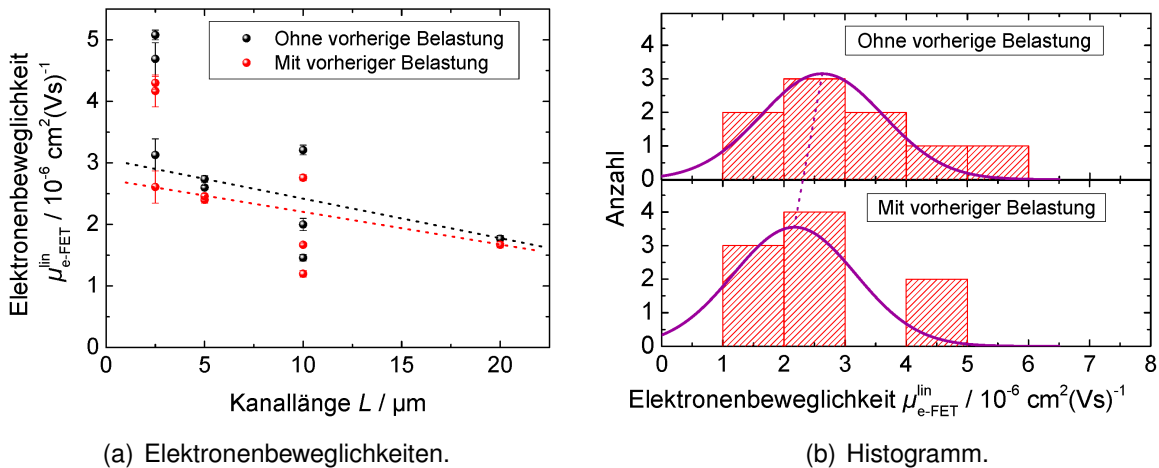 Elektronenbeweglichkeit
μ^lin_e-FET / 10^-6 cm^2(Vs)^-1
5
4
3
2
1
0
Ohne vorherige Belastung
Mit vorheriger Belastung
0 5 10 15 20
Kanallänge L / μm
(a) Elektronenbeweglichkeiten.
Anzahl
5
4
3
2
1
0
Ohne vorherige Belastung
4
3
2
1
0
Mit vorheriger Belastung
0 1 2 3 4 5 6 7 8
Elektronenbeweglichkeit μ^lin_e-FET / 10^-6 cm^2(Vs)^-1
(b) Histogramm.